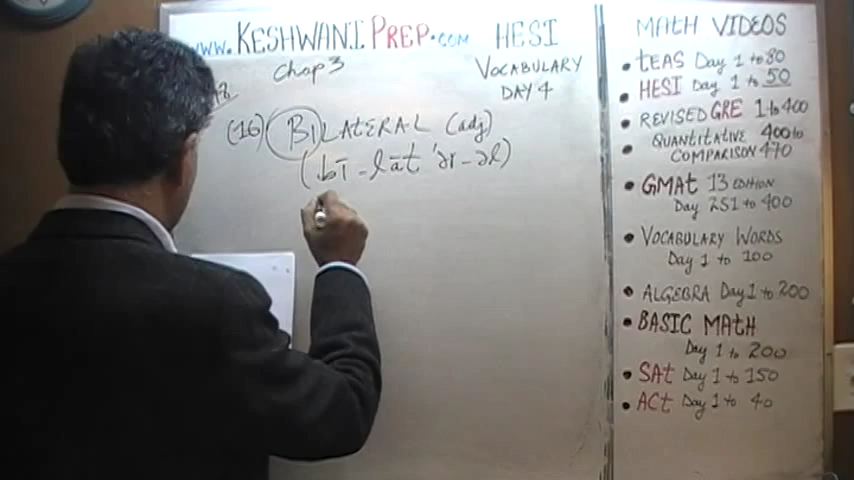 www.KESHWANIPREP.COM HESI
Chap 3
VOCABULARY
DAY 4
(16) BILATERAL (adj)
(bī-lăt'ər-əl)
MATH VIDEOS
• tEAS Day 1 to 80
• HESI Day 1 to 50
• REVISED GRE 1 to 400
• QUANTITATIVE 400 to
COMPARISON 470
• GMAt 13 EDITION
Day 251 to 400
• VOCABULARY WORDS
Day 1 to 100
• ALGEBRA Day 1 to 200
• BASIC MATH
Day 1 to 200
• SAt Day 1 to 150
• ACt Day 1 to 40